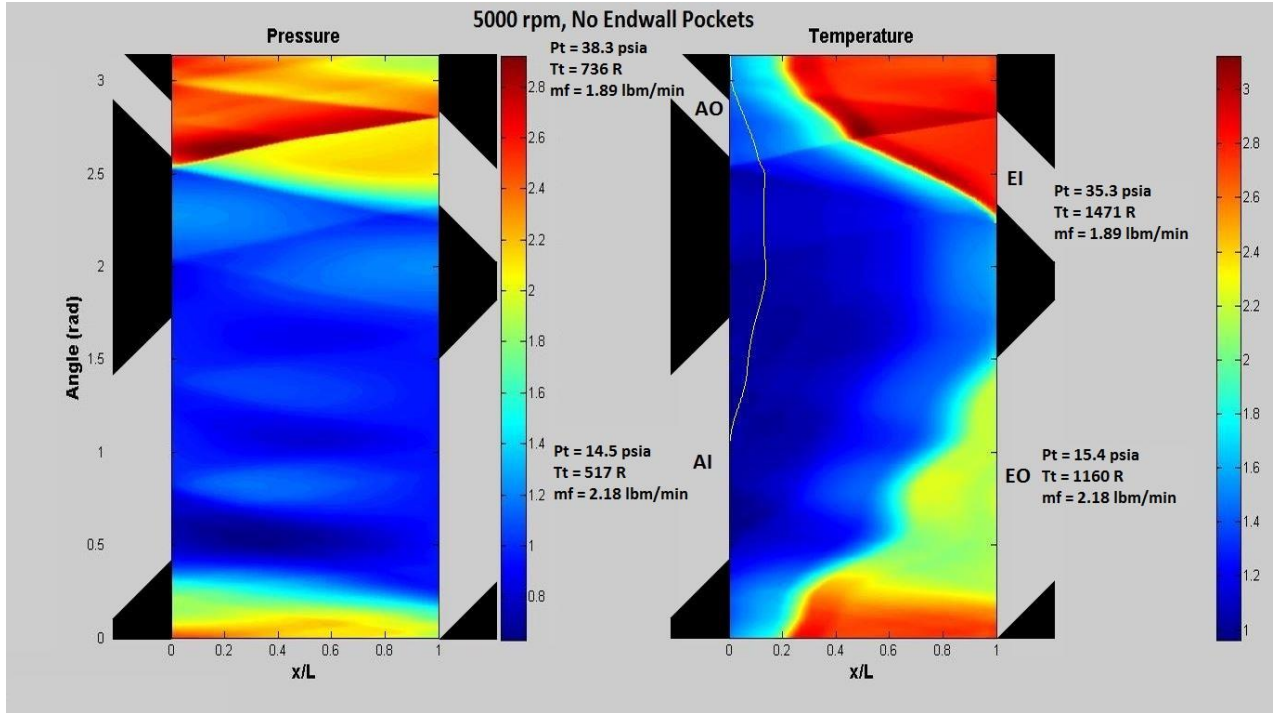 5000 rpm, No Endwall Pockets
Pressure
Temperature
Pt = 38.3 psia
Tt = 736 R
mf = 1.89 lbm/min
AO
EI
Pt = 35.3 psia
Tt = 1471 R
mf = 1.89 lbm/min
Pt = 14.5 psia
Tt = 517 R
mf = 2.18 lbm/min
AI
EO
Pt = 15.4 psia
Tt = 1160 R
mf = 2.18 lbm/min
Angle (rad)
3
2.5
2
1.5
1
0.5
0
0 0.2 0.4 0.6 0.8 1
x/L
2.8
2.6
2.4
2.2
2
1.8
1.6
1.4
1.2
1
0.8
0 0.2 0.4 0.6 0.8 1
x/L
3
2.8
2.6
2.4
2.2
2
1.8
1.6
1.4
1.2
1